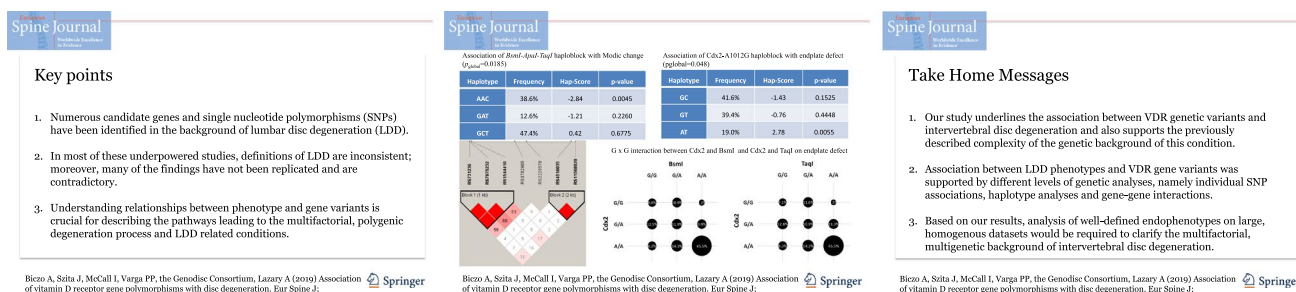 European
Spine Journal
Worldwide Excellence
in Evidence
Key points
1. Numerous candidate genes and single nucleotide polymorphisms (SNPs)
have been identified in the background of lumbar disc degeneration (LDD).
2. In most of these underpowered studies, definitions of LDD are inconsistent;
moreover, many of the findings have not been replicated and are
contradictory.
3. Understanding relationships between phenotype and gene variants is
crucial for describing the pathways leading to the multifactorial, polygenic
degeneration process and LDD related conditions.
Biczo A, Szita J, McCall I, Varga PP, the Genodisc Consortium, Lazary A (2019) Association
of vitamin D receptor gene polymorphisms with disc degeneration. Eur Spine J;
Springer
European
Spine Journal
Worldwide Excellence
in Evidence
Association of BsmI-ApaI-TaqI haploblock with Modic change
(pglobal=0.0185)
Haplotype Frequency Hap-Score p-value
AAC 38.6% -2.84 0.0045
GAT 12.6% -1.21 0.2260
GCT 47.4% 0.42 0.6775
Association of Cdx2-A1012G haploblock with endplate defect
(pglobal=0.048)
Haplotype Frequency Hap-Score p-value
GC 41.6% -1.43 0.1525
GT 39.4% -0.76 0.4448
AT 19.0% 2.78 0.0055
Block 1 (1 kb)
Block 2 (2 kb)
G x G interaction between Cdx2 and BsmI and Cdx2 and TaqI on endplate defect
BsmI
G/G G/A A/A
Cdx2
G/G
G/A
A/A
TaqI
G/G G/A A/A
Cdx2
G/G
G/A
A/A
Biczo A, Szita J, McCall I, Varga PP, the Genodisc Consortium, Lazary A (2019) Association
of vitamin D receptor gene polymorphisms with disc degeneration. Eur Spine J;
Springer
European
Spine Journal
Worldwide Excellence
in Evidence
Take Home Messages
1. Our study underlines the association between VDR genetic variants and
intervertebral disc degeneration and also supports the previously
described complexity of the genetic background of this condition.
2. Association between LDD phenotypes and VDR gene variants was
supported by different levels of genetic analyses, namely individual SNP
associations, haplotype analyses and gene-gene interactions.
3. Based on our results, analysis of well-defined endophenotypes on large,
homogenous datasets would be required to clarify the multifactorial,
multigenetic background of intervertebral disc degeneration.
Biczo A, Szita J, McCall I, Varga PP, the Genodisc Consortium, Lazary A (2019) Association
of vitamin D receptor gene polymorphisms with disc degeneration. Eur Spine J;
Springer